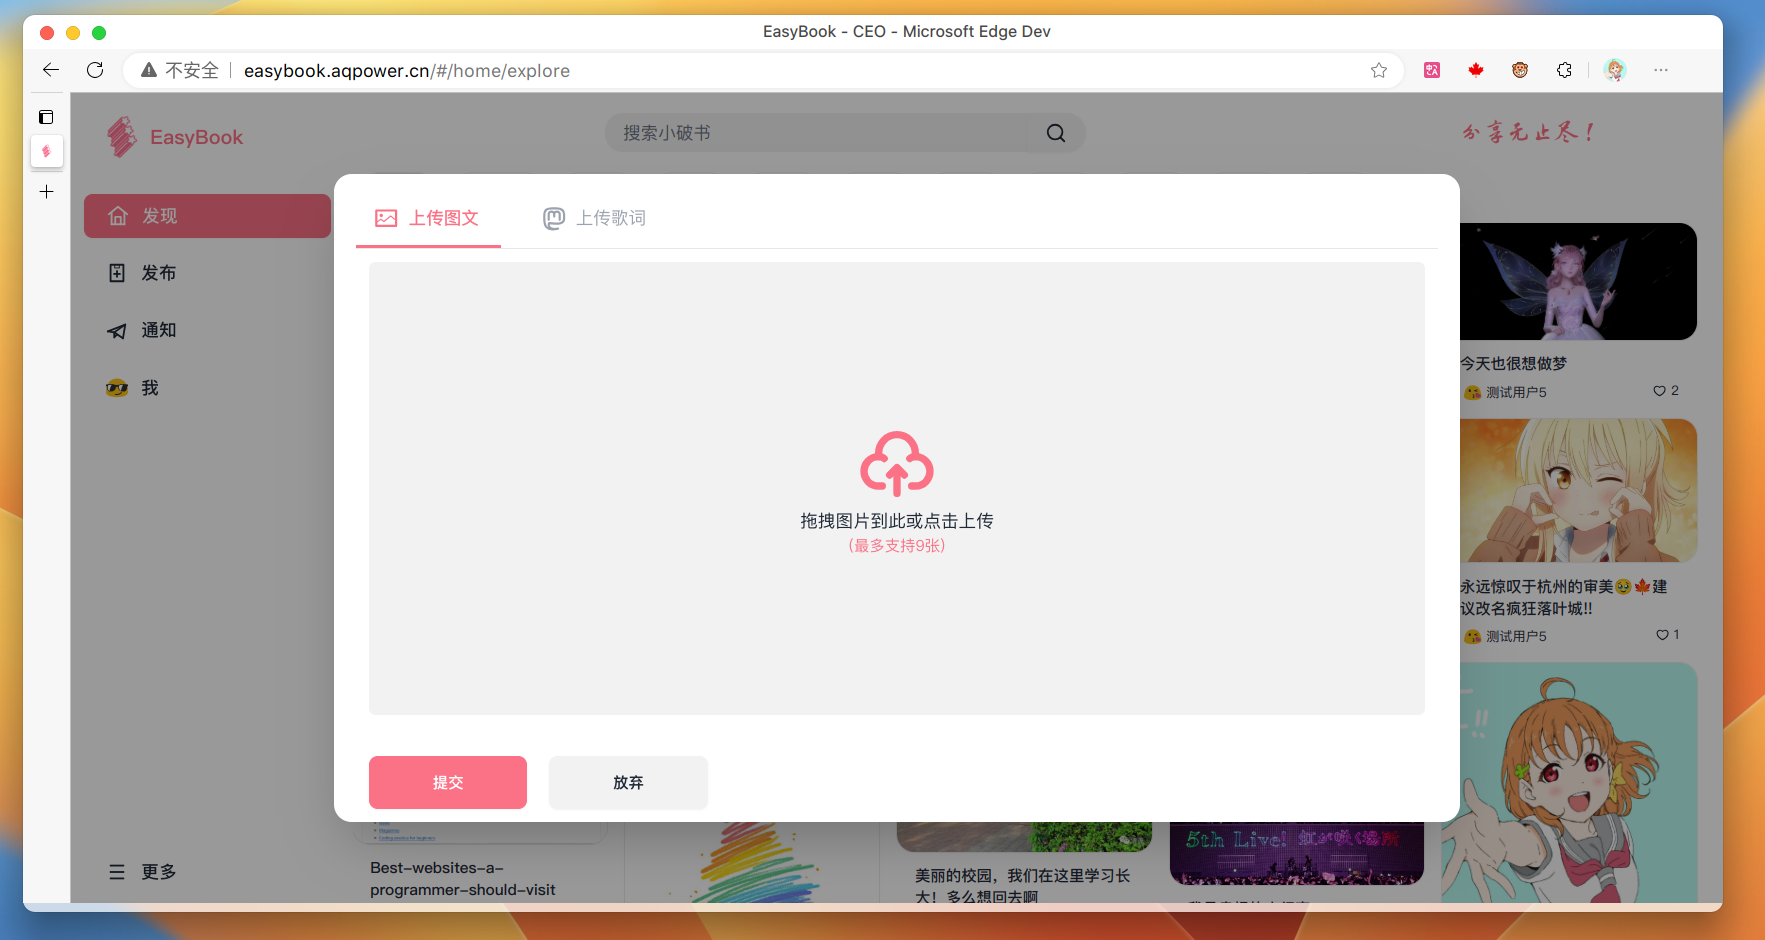 EasyBook - CEO - Microsoft Edge Dev
不安全
easybook.aqpower.cn/#/home/explore
EasyBook
搜索小破书
分享无止尽!
发现
发布
通知
我
更多
上传图文
上传歌词
拖拽图片到此或点击上传
(最多支持9张)
提交
放弃
今天也很想做梦
测试用户5
2
永远惊叹于杭州的审美🥹🍁建
议改名疯狂落叶城!!
测试用户5
1
Best-websites-a-
programmer-should-visit
美丽的校园，我们在这里学习长
大！多么想回去啊
5th Live! 虹が咲く場所